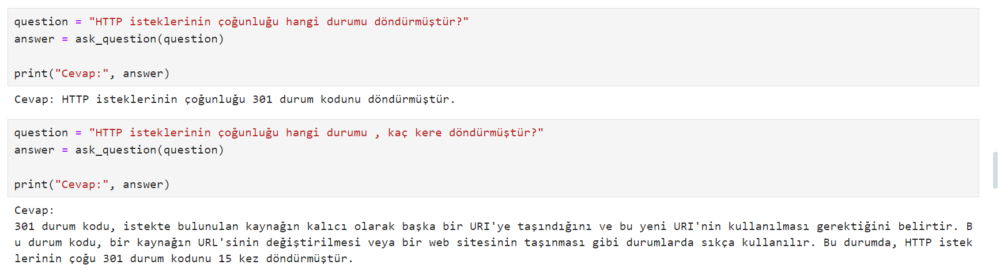 question = "HTTP isteklerinin çoğunluğu hangi durumu döndürmüştür?"
answer = ask_question(question)
print("Cevap:", answer)
Cevap: HTTP isteklerinin çoğunluğu 301 durum kodunu döndürmüştür.
question = "HTTP isteklerinin çoğunluğu hangi durumu , kaç kere döndürmüştür?"
answer = ask_question(question)
print("Cevap:", answer)
Cevap:
301 durum kodu, istekte bulunulan kaynağın kalıcı olarak başka bir URI'ye taşındığını ve bu yeni URI'nin kullanılması gerektiğini belirtir. B
u durum kodu, bir kaynağın URL'sinin değiştirilmesi veya bir web sitesinin taşınması gibi durumlarda sıkça kullanılır. Bu durumda, HTTP istek
lerinin çoğu 301 durum kodunu 15 kez döndürmüştür.